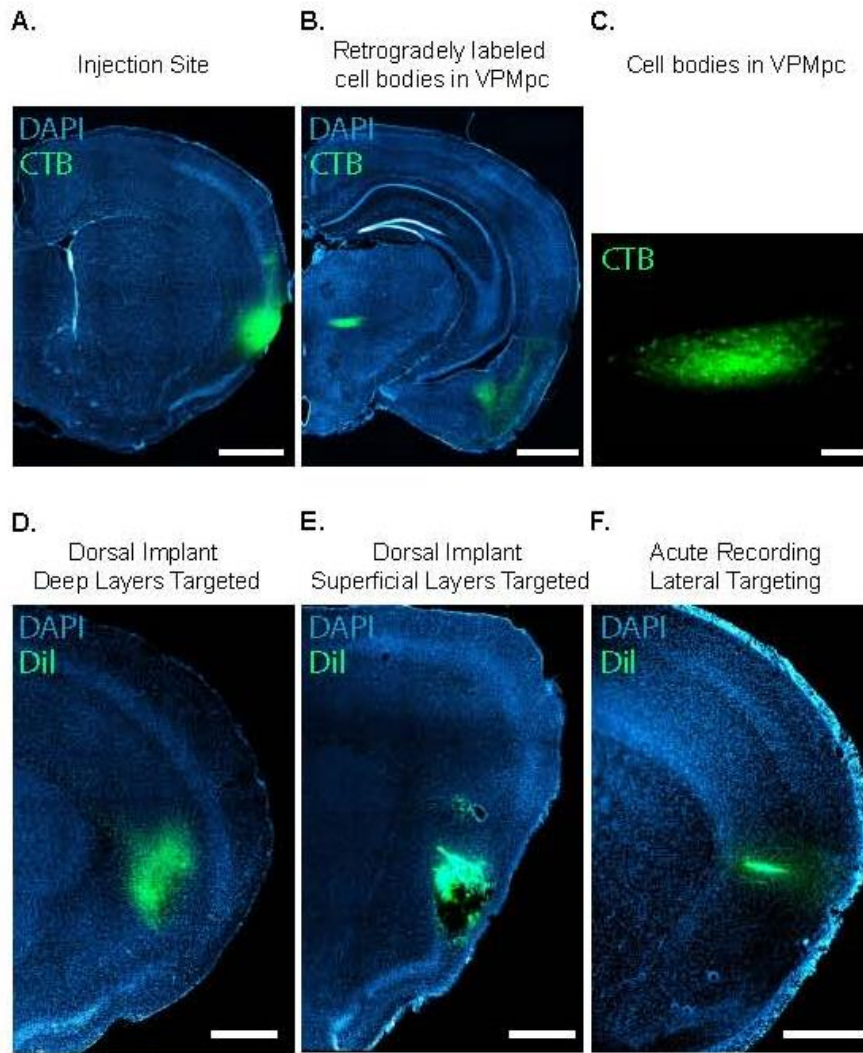 A.
Injection Site
DAPI
CTB
B.
Retrogradely labeled
cell bodies in VPMpc
DAPI
CTB
C.
Cell bodies in VPMpc
CTB
D.
Dorsal Implant
Deep Layers Targeted
DAPI
DiI
E.
Dorsal Implant
Superficial Layers Targeted
DAPI
DiI
F.
Acute Recording
Lateral Targeting
DAPI
DiI